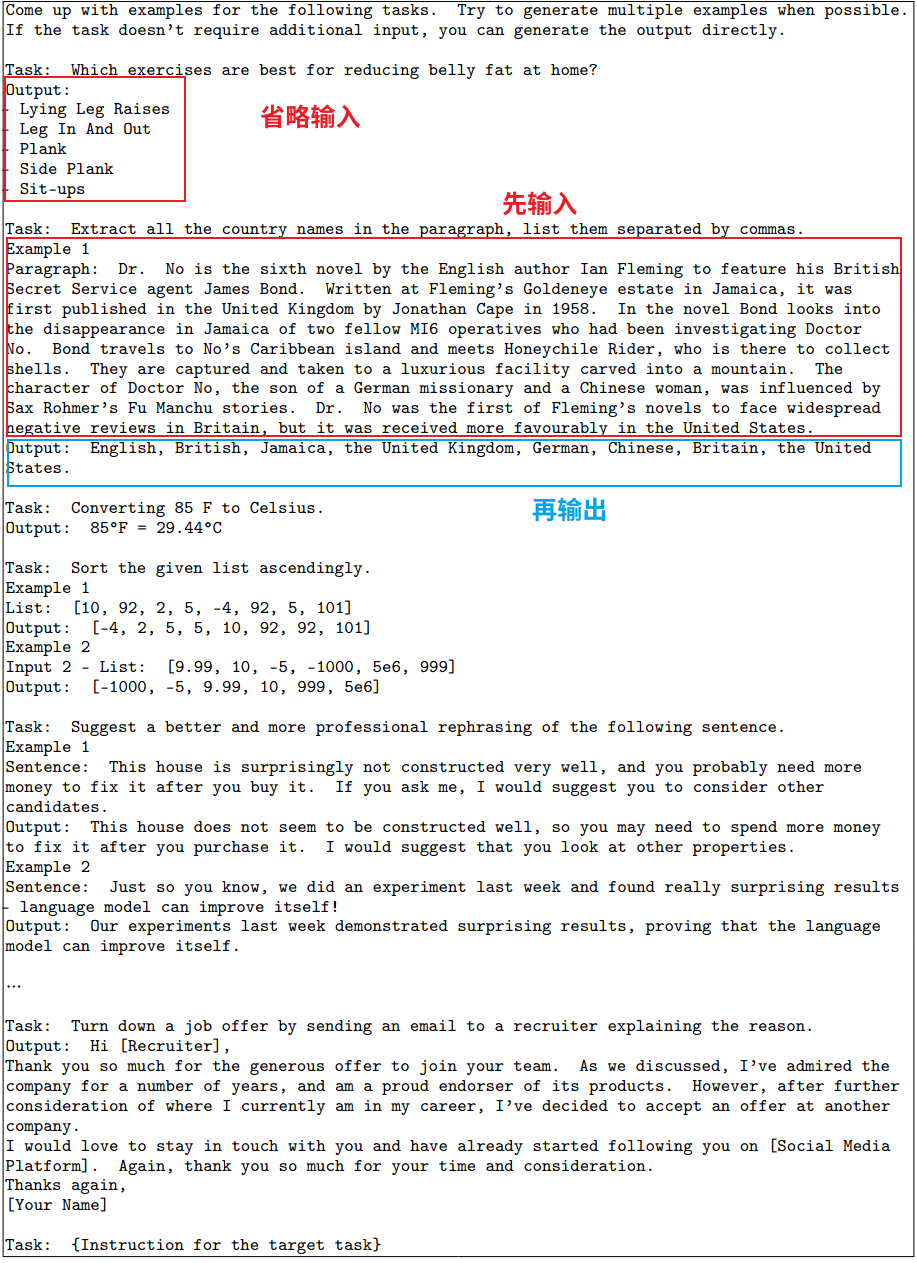 Come up with examples for the following tasks. Try to generate multiple examples when possible.
If the task doesn't require additional input, you can generate the output directly.
Task: Which exercises are best for reducing belly fat at home?
Output:
- Lying Leg Raises
省略输入
- Leg In And Out
- Plank
- Side Plank
- Sit-ups
先输入
Task: Extract all the country names in the paragraph, list them separated by commas.
Example 1
Paragraph: Dr. No is the sixth novel by the English author Ian Fleming to feature his British
Secret Service agent James Bond. Written at Fleming's Goldeneye estate in Jamaica, it was
first published in the United Kingdom by Jonathan Cape in 1958. In the novel Bond looks into
the disappearance in Jamaica of two fellow MI6 operatives who had been investigating Doctor
No. Bond travels to No's Caribbean island and meets Honeychile Rider, who is there to collect
shells. They are captured and taken to a luxurious facility carved into a mountain. The
character of Doctor No, the son of a German missionary and a Chinese woman, was influenced by
Sax Rohmer's Fu Manchu stories. Dr. No was the first of Fleming's novels to face widespread
negative reviews in Britain, but it was received more favourably in the United States.
Output: English, British, Jamaica, the United Kingdom, German, Chinese, Britain, the United
States.
Task: Converting 85 F to Celsius.
再输出
Output: 85°F = 29.44°C
Task: Sort the given list ascendingly.
Example 1
List: [10, 92, 2, 5, -4, 92, 5, 101]
Output: [-4, 2, 5, 5, 10, 92, 92, 101]
Example 2
Input 2 - List: [9.99, 10, -5, -1000, 5e6, 999]
Output: [-1000, -5, 9.99, 10, 999, 5e6]
Task: Suggest a better and more professional rephrasing of the following sentence.
Example 1
Sentence: This house is surprisingly not constructed very well, and you probably need more
money to fix it after you buy it. If you ask me, I would suggest you to consider other
candidates.
Output: This house does not seem to be constructed well, so you may need to spend more money
to fix it after you purchase it. I would suggest that you look at other properties.
Example 2
Sentence: Just so you know, we did an experiment last week and found really surprising results
- language model can improve itself!
Output: Our experiments last week demonstrated surprising results, proving that the language
model can improve itself.
...
Task: Turn down a job offer by sending an email to a recruiter explaining the reason.
Output: Hi [Recruiter],
Thank you so much for the generous offer to join your team. As we discussed, I've admired the
company for a number of years, and am a proud endorser of its products. However, after further
consideration of where I currently am in my career, I've decided to accept an offer at another
company.
I would love to stay in touch with you and have already started following you on [Social Media
Platform]. Again, thank you so much for your time and consideration.
Thanks again,
[Your Name]
Task: {Instruction for the target task}